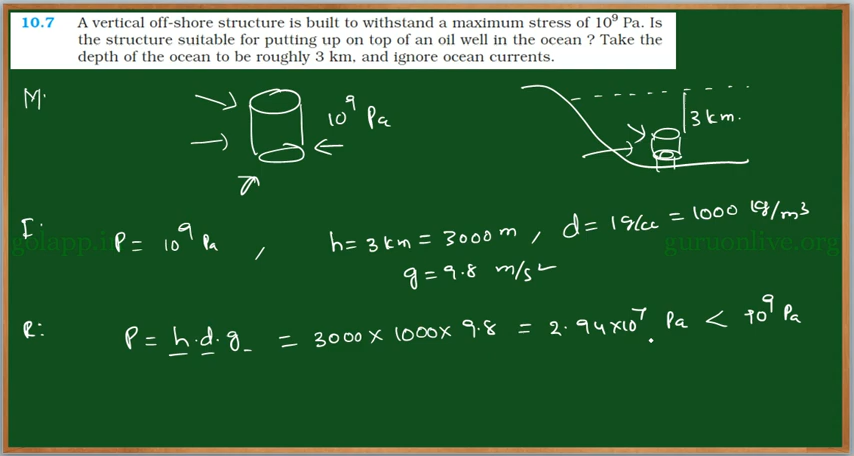 10.7 A vertical off-shore structure is built to withstand a maximum stress of 10⁹ Pa. Is
the structure suitable for putting up on top of an oil well in the ocean ? Take the
depth of the ocean to be roughly 3 km, and ignore ocean currents.
M:
10⁹ Pa
3 km.
I:
P = 10⁹ Pa , h = 3 km = 3000 m , d = 1 g/cc = 1000 kg/m³
golapp.in
guruonlive.org
g = 9.8 m/s²
R:
P = h.d.g = 3000 × 1000 × 9.8 = 2.94 × 10⁷ Pa < 10⁹ Pa